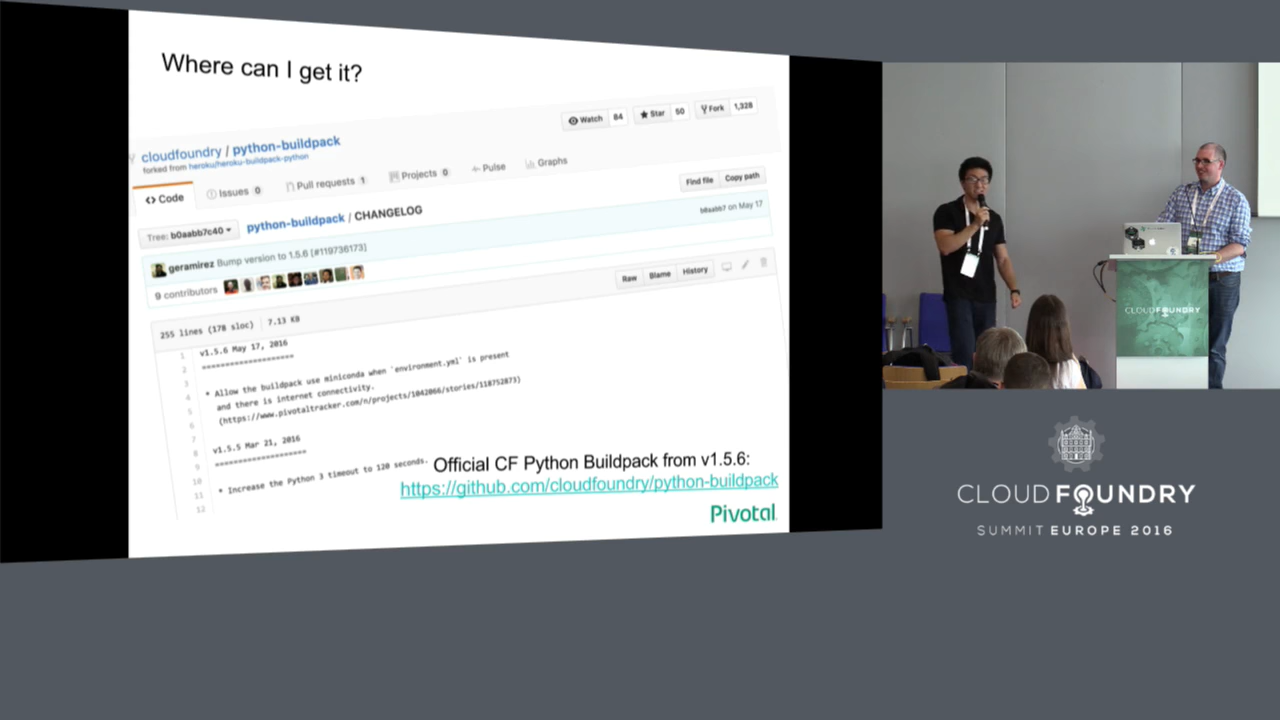 Where can I get it?
Watch 84 Star 50 Fork 1,328
cloudfoundry / python-buildpack
forked from heroku/heroku-buildpack-python
Code Issues 0 Pull requests 1 Projects 0 Pulse Graphs
Find file Copy path
Tree: b0aabb7c40 python-buildpack / CHANGELOG
geramirez Bump version to 1.5.6 [#119736173] b0aabb7 on May 17
9 contributors
Raw Blame History
255 lines (178 sloc) 7.13 KB
1 v1.5.6 May 17, 2016
2 =====================
3
4 * Allow the buildpack use miniconda when `environment.yml` is present
5 and there is internet connectivity.
6 (https://www.pivotaltracker.com/n/projects/1042066/stories/118752873)
7
8 v1.5.5 Mar 21, 2016
9 =====================
10
11 * Increase the Python 3 timeout to 120 seconds.
12
Official CF Python Buildpack from v1.5.6:
https://github.com/cloudfoundry/python-buildpack
Pivotal
CLOUD FOUNDRY
CLOUD FOUNDRY
SUMMIT EUROPE 2016